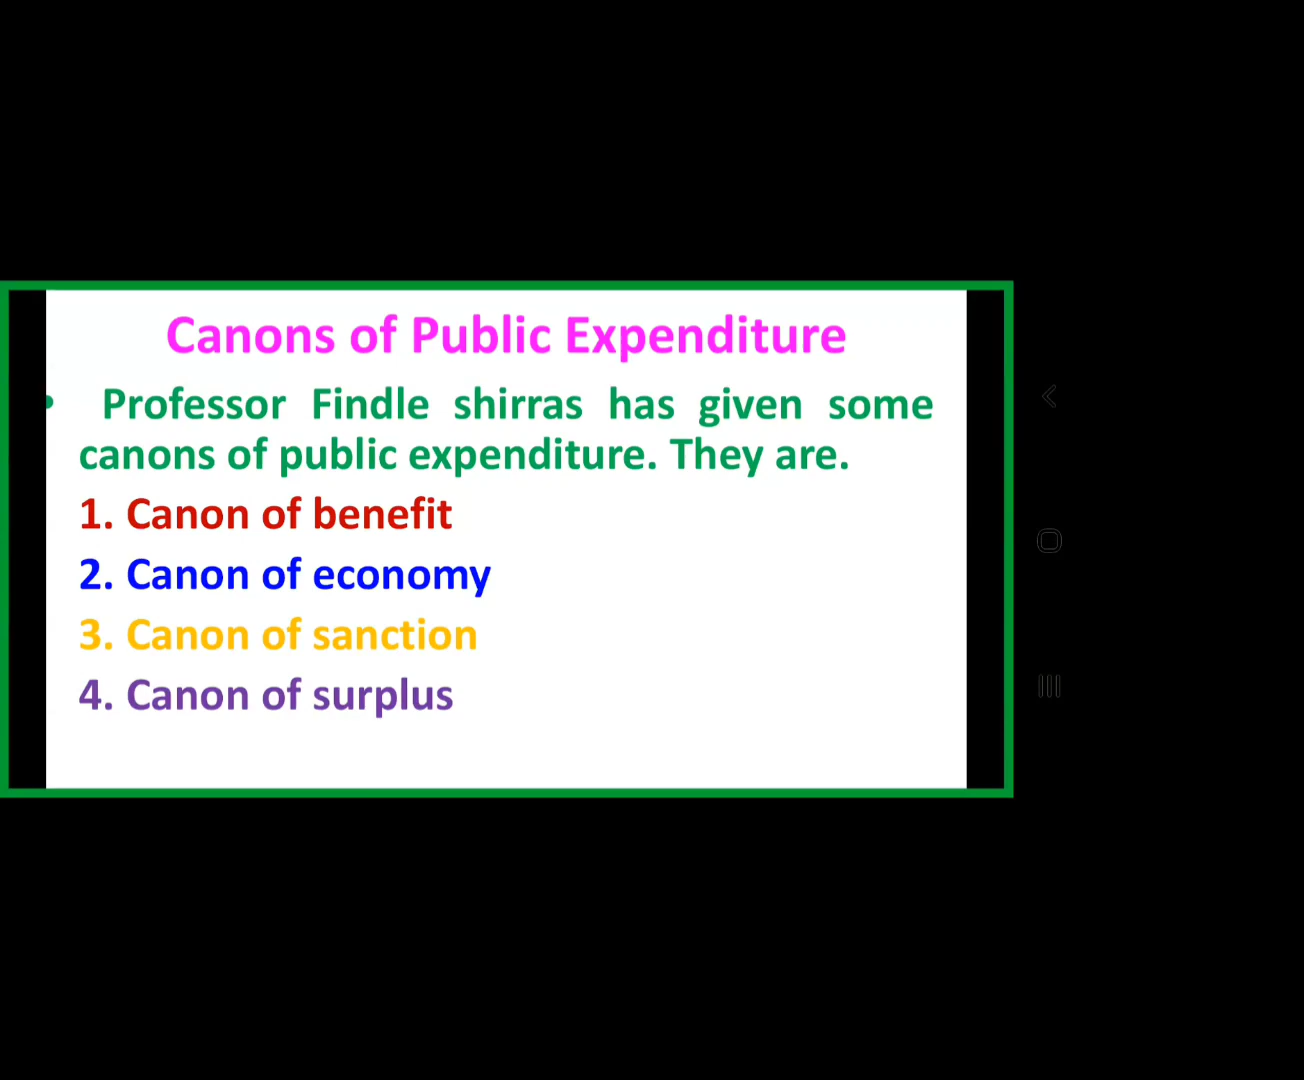 Canons of Public Expenditure
• Professor Findle shirras has given some
canons of public expenditure. They are.
1. Canon of benefit
2. Canon of economy
3. Canon of sanction
4. Canon of surplus